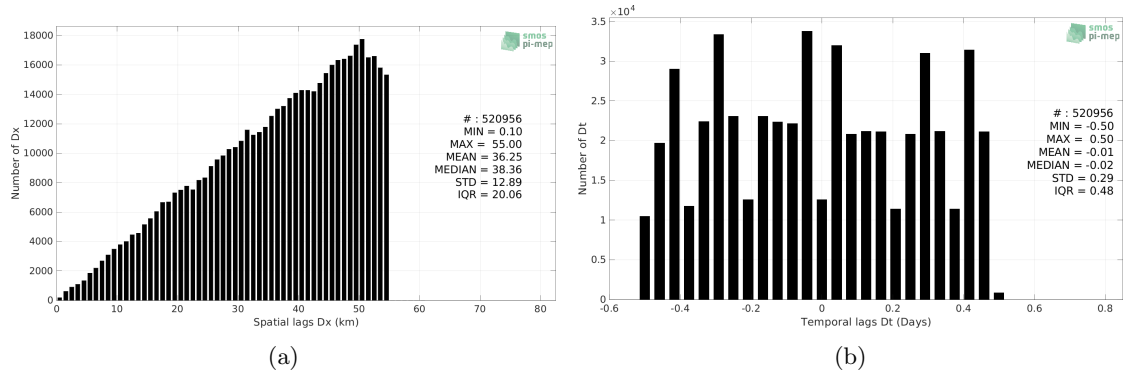 smos
pi-mep
18000
16000
14000
12000
10000
8000
6000
4000
2000
0
Number of Dx
# : 520956
MIN = 0.10
MAX = 55.00
MEAN = 36.25
MEDIAN = 38.36
STD = 12.89
IQR = 20.06
0 10 20 30 40 50 60 70 80
Spatial lags Dx (km)
(a)
×10⁴
smos
pi-mep
3.5
3
2.5
2
1.5
1
0.5
0
Number of Dt
# : 520956
MIN = -0.50
MAX = 0.50
MEAN = -0.01
MEDIAN = -0.02
STD = 0.29
IQR = 0.48
-0.6 -0.4 -0.2 0 0.2 0.4 0.6 0.8
Temporal lags Dt (Days)
(b)